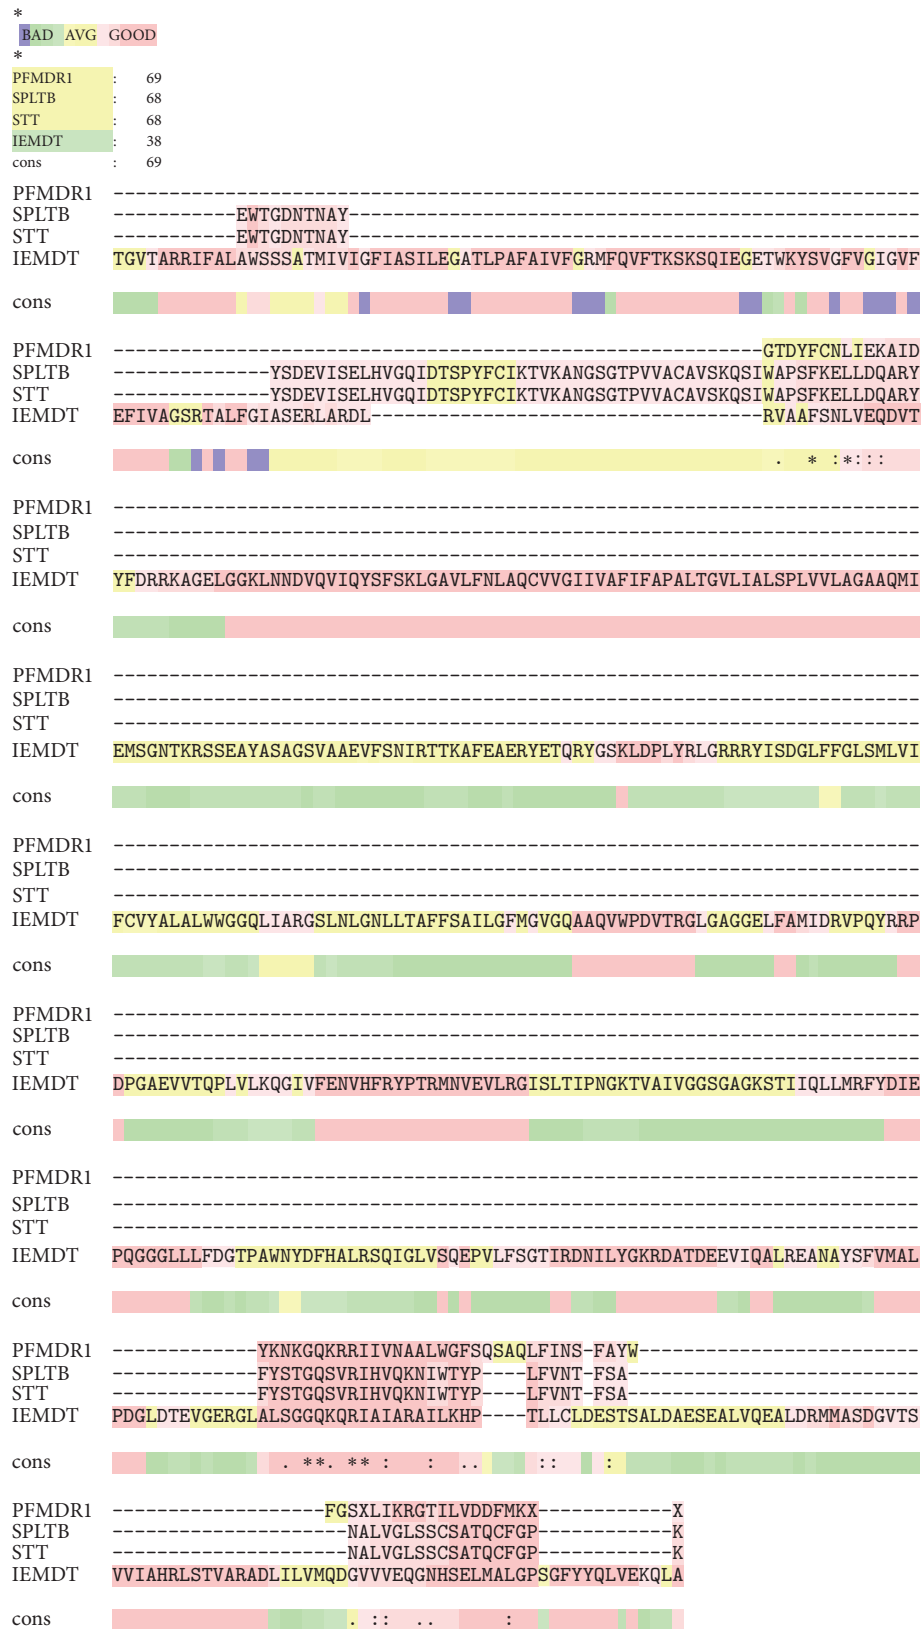 *
BAD AVG GOOD
*
PFMDR1 : 69
SPLTB : 68
STT : 68
IEMDT : 38
cons : 69
PFMDR1 ------------------------------------------------------------------------
SPLTB -----------EWTGDNTNAY---------------------------------------------------
STT -----------EWTGDNTNAY---------------------------------------------------
IEMDT TGVTARRIFALAWSSSATMIVIGFIASILEGATLPAFAIVFGRMFQVFTKSKSQIEGETWKYSVGFVGIGVF
cons
PFMDR1 ----------------------------------------------------------GTDYFCNLIEKAID
SPLTB --------------YSDEVISELHVGQIDTSPYFCIKTVKANGSGTPVVACAVSKQSIWAPSFKELLDQARY
STT --------------YSDEVISELHVGQIDTSPYFCIKTVKANGSGTPVVACAVSKQSIWAPSFKELLDQARY
IEMDT EFIVAGSRTALFGIASERLARDL-----------------------------------RVAAFSNLVEQDVT
cons . * :*:::
PFMDR1 ------------------------------------------------------------------------
SPLTB ------------------------------------------------------------------------
STT ------------------------------------------------------------------------
IEMDT YFDRRKAGELGGKLNNDVQVIQYSFSKLGAVLFNLAQCVVGIIVAFIFAPALTGVLIALSPLVVLAGAAQMI
cons
PFMDR1 ------------------------------------------------------------------------
SPLTB ------------------------------------------------------------------------
STT ------------------------------------------------------------------------
IEMDT EMSGNTKRSSEAYASAGSVAAEVFSNIRTTKAFEAERYETQRYGSKLDPLYRLGRRRYISDGLFFGLSMLVI
cons
PFMDR1 ------------------------------------------------------------------------
SPLTB ------------------------------------------------------------------------
STT ------------------------------------------------------------------------
IEMDT FCVYALALWWGGQLIARGSLNLGNLLTAFFSAILGFMGVGQAAQVWPDVTRGLGAGGELFAMIDRVPQYRRP
cons
PFMDR1 ------------------------------------------------------------------------
SPLTB ------------------------------------------------------------------------
STT ------------------------------------------------------------------------
IEMDT DPGAEVVTQPLVLKQGIVFENVHFRYPTRMNVEVLRGISLTIPNGKTVAIVGGSGAGKSTIIQLLMRFYDIE
cons
PFMDR1 ------------------------------------------------------------------------
SPLTB ------------------------------------------------------------------------
STT ------------------------------------------------------------------------
IEMDT PQGGGLLLFDGTPAWNYDFHALRSQIGLVSQEPVLFSGTIRDNILYGKRDATDEEVIQALREANAYSFVMAL
cons
PFMDR1 -------------YKNKGQKRRIIVNAALWGFSQSAQLFINS-FAYW-------------------------
SPLTB -------------FYSTGQSVRIHVQKNIWTYP----LFVNT-FSA--------------------------
STT -------------FYSTGQSVRIHVQKNIWTYP----LFVNT-FSA--------------------------
IEMDT PDGLDTEVGERGLALSGGQKQRIAIARAILKHP----TLLCLDESTSALDAESEALVQEALDRMMASDGVTS
cons . **. ** : : .. :: :
PFMDR1 -------------------FGSXLIKRGTILVDDFMKX------------X
SPLTB ---------------------NALVGLSSCSATQCFGP------------K
STT ---------------------NALVGLSSCSATQCFGP------------K
IEMDT VVIAHRLSTVARADLILVMQDGVVVEQGNHSELMALGPSGFYYQLVEKQLA
cons . :: .. :